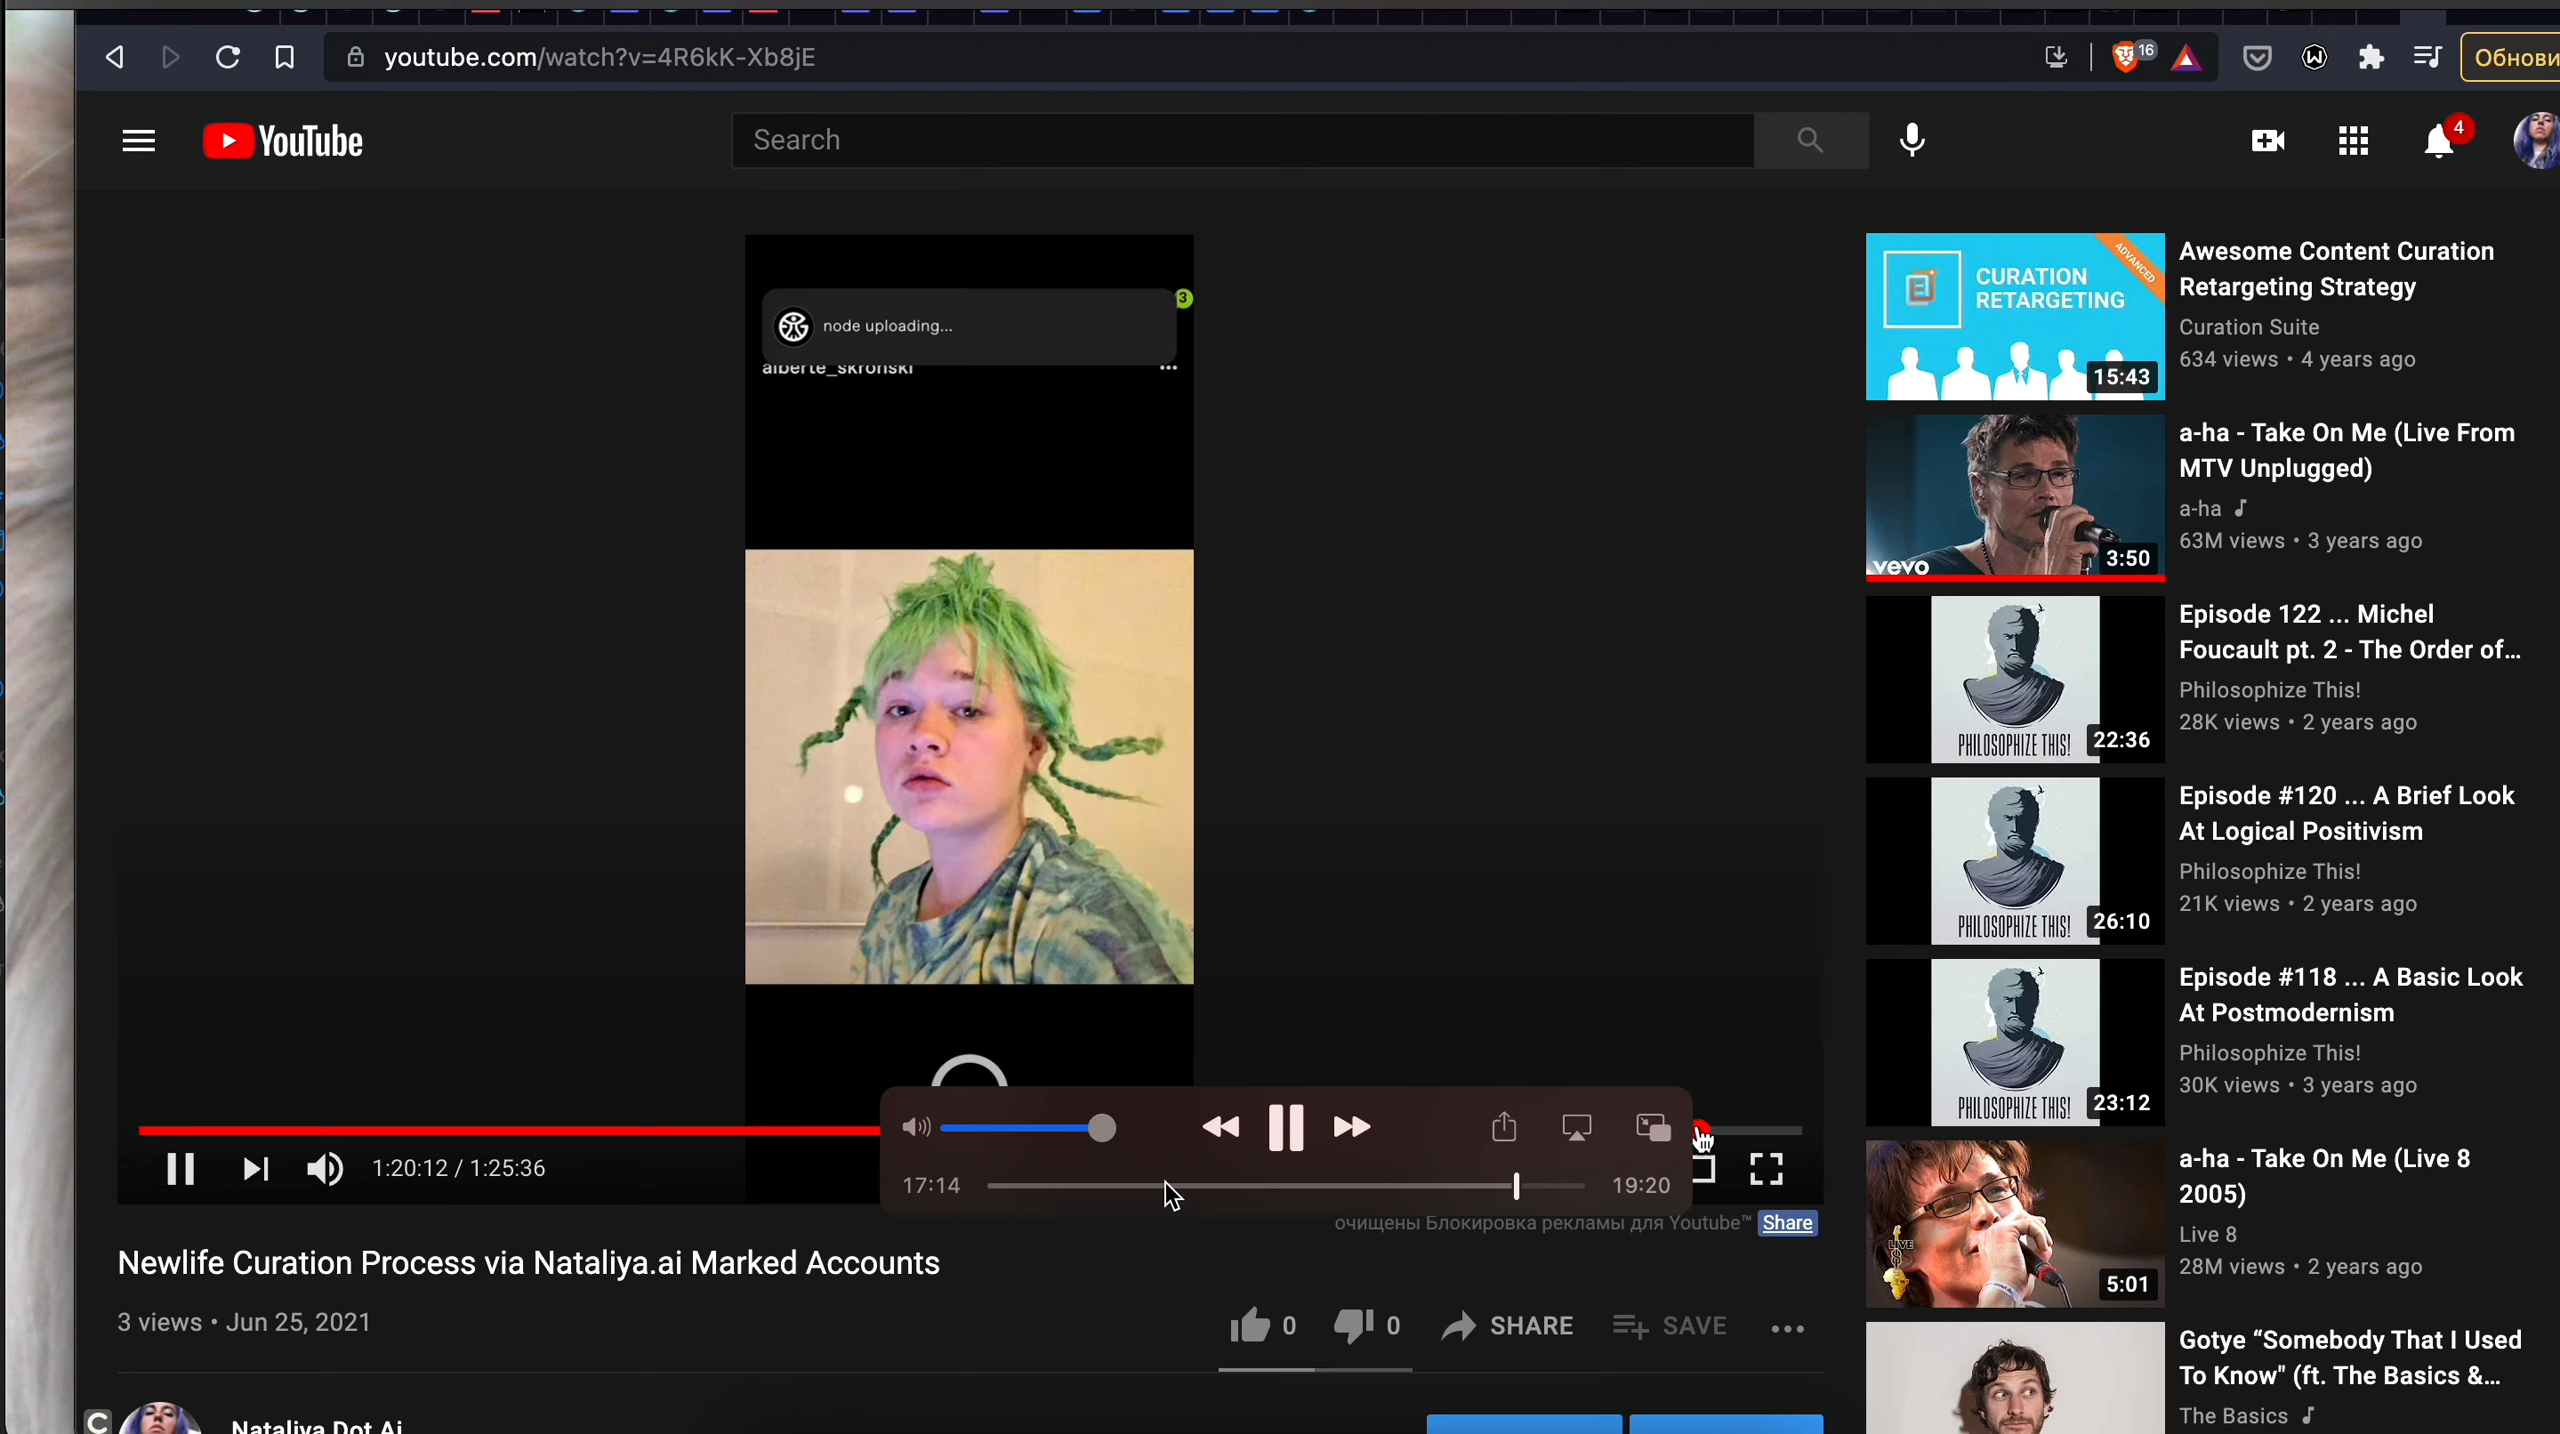 youtube.com/watch?v=4R6kK-Xb8jE
16
Обнови
YouTube
Search
4
3
node uploading...
alberte_skronski
1:20:12 / 1:25:36
17:14
19:20
очищены Блокировка рекламы для Youtube™ Share
Newlife Curation Process via Nataliya.ai Marked Accounts
3 views • Jun 25, 2021
0
0
SHARE
SAVE
C
Nataliya Dot Ai
CURATION
RETARGETING
ADVANCED
15:43
Awesome Content Curation
Retargeting Strategy
Curation Suite
634 views • 4 years ago
vevo
3:50
a-ha - Take On Me (Live From
MTV Unplugged)
a-ha
63M views • 3 years ago
PHILOSOPHIZE THIS!
22:36
Episode 122 ... Michel
Foucault pt. 2 - The Order of...
Philosophize This!
28K views • 2 years ago
PHILOSOPHIZE THIS!
26:10
Episode #120 ... A Brief Look
At Logical Positivism
Philosophize This!
21K views • 2 years ago
PHILOSOPHIZE THIS!
23:12
Episode #118 ... A Basic Look
At Postmodernism
Philosophize This!
30K views • 3 years ago
LIVE
8
5:01
a-ha - Take On Me (Live 8
2005)
Live 8
28M views • 2 years ago
Gotye “Somebody That I Used
To Know" (ft. The Basics &...
The Basics